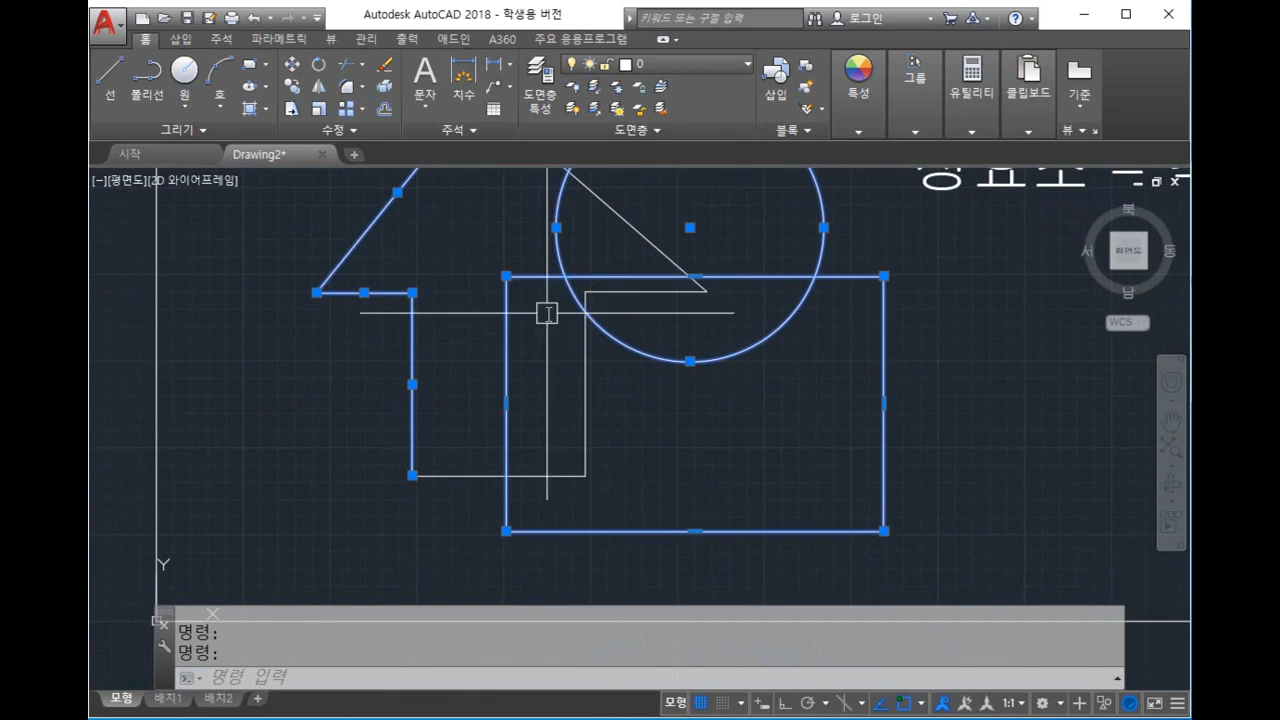 Autodesk AutoCAD 2018 - 학생용 버전
키워드 또는 구절 입력
로그인
홈 삽입 주석 파라메트릭 뷰 관리 출력 애드인 A360 주요 응용프로그램
선 폴리선 원 호 문자 치수 도면층 특성 0 삽입 특성 그룹 유틸리티 클립보드 기준
그리기 수정 주석 도면층 블록 뷰
시작 Drawing2*
[−][평면도][2D 와이어프레임]
북
서 평면도 동
남
WCS
Y
명령:
명령:
명령 입력
모형 배치1 배치2 모형 1:1